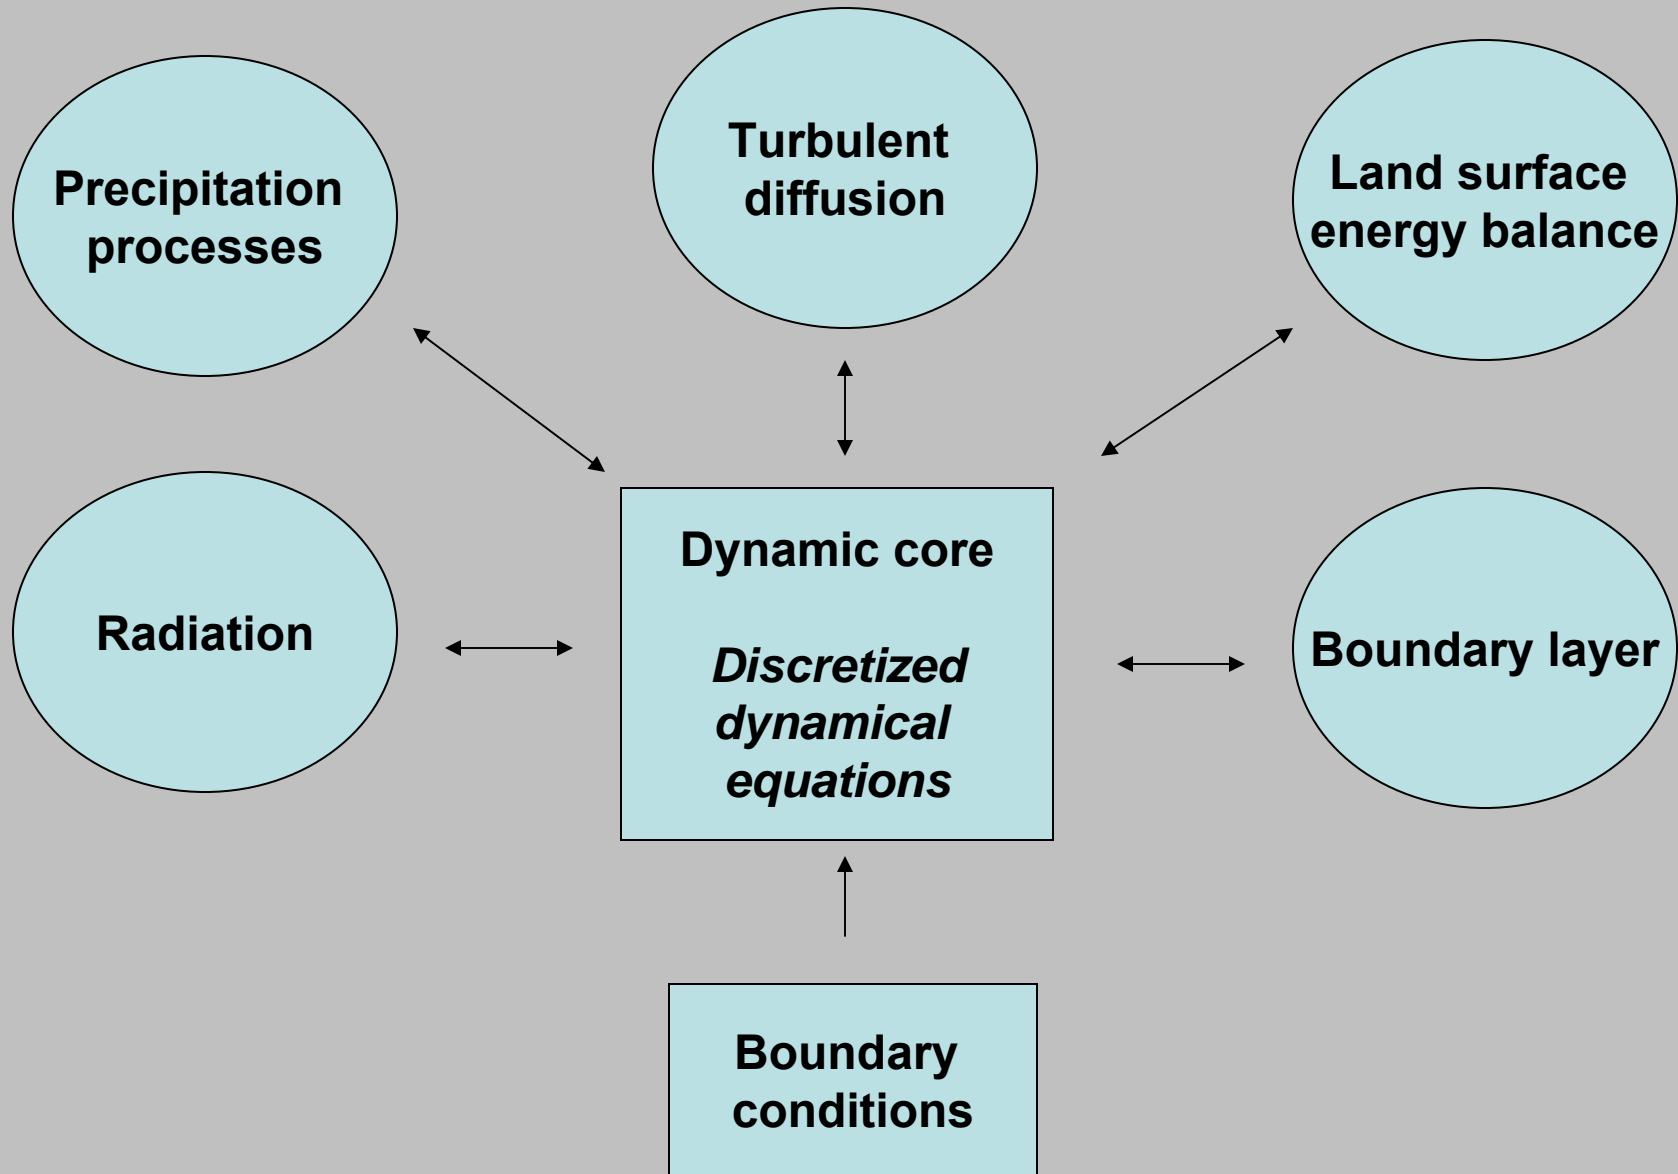 Turbulent
diffusion
Precipitation
processes
Land surface
energy balance
Dynamic core
Discretized
dynamical
equations
Radiation
Boundary layer
Boundary
conditions